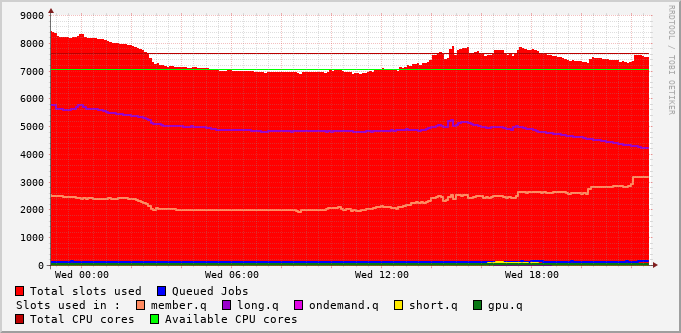 RRDTOOL / TOBI OETIKER
9000
8000
7000
6000
5000
4000
3000
2000
1000
0
Wed 00:00 Wed 06:00 Wed 12:00 Wed 18:00
Total slots used Queued Jobs
Slots used in : member.q long.q ondemand.q short.q gpu.q
Total CPU cores Available CPU cores